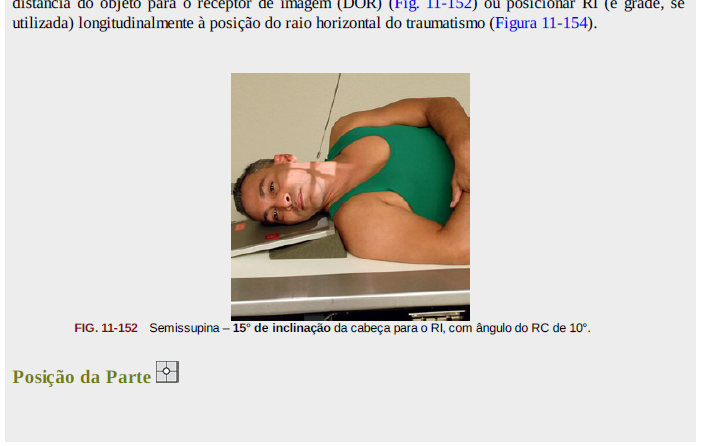 distância do objeto para o receptor de imagem (DOR) (Fig. 11-152) ou posicionar RI (e grade, se
utilizada) longitudinalmente à posição do raio horizontal do traumatismo (Figura 11-154).
FIG. 11-152 Semissupina – 15° de inclinação da cabeça para o RI, com ângulo do RC de 10°.
Posição da Parte